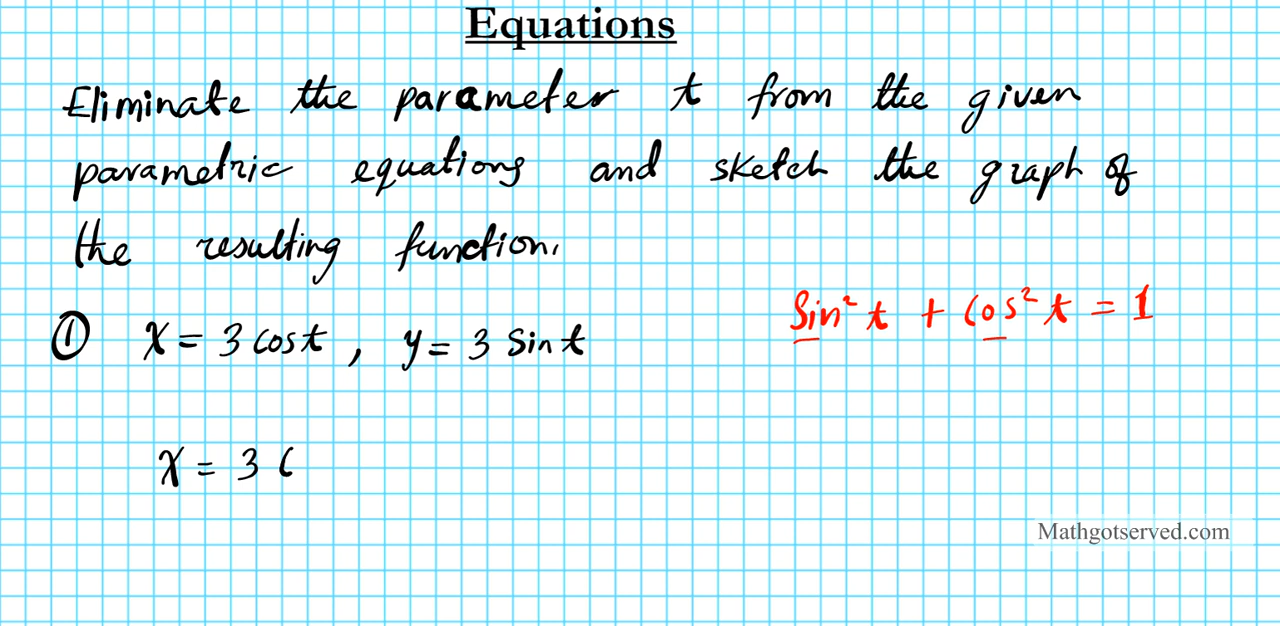 Equations
Eliminate the parameter t from the given
parametric equations and sketch the graph of
the resulting function.
sin² t + cos² t = 1
① x = 3 cost , y = 3 sint
x = 3 (
Mathgotserved.com